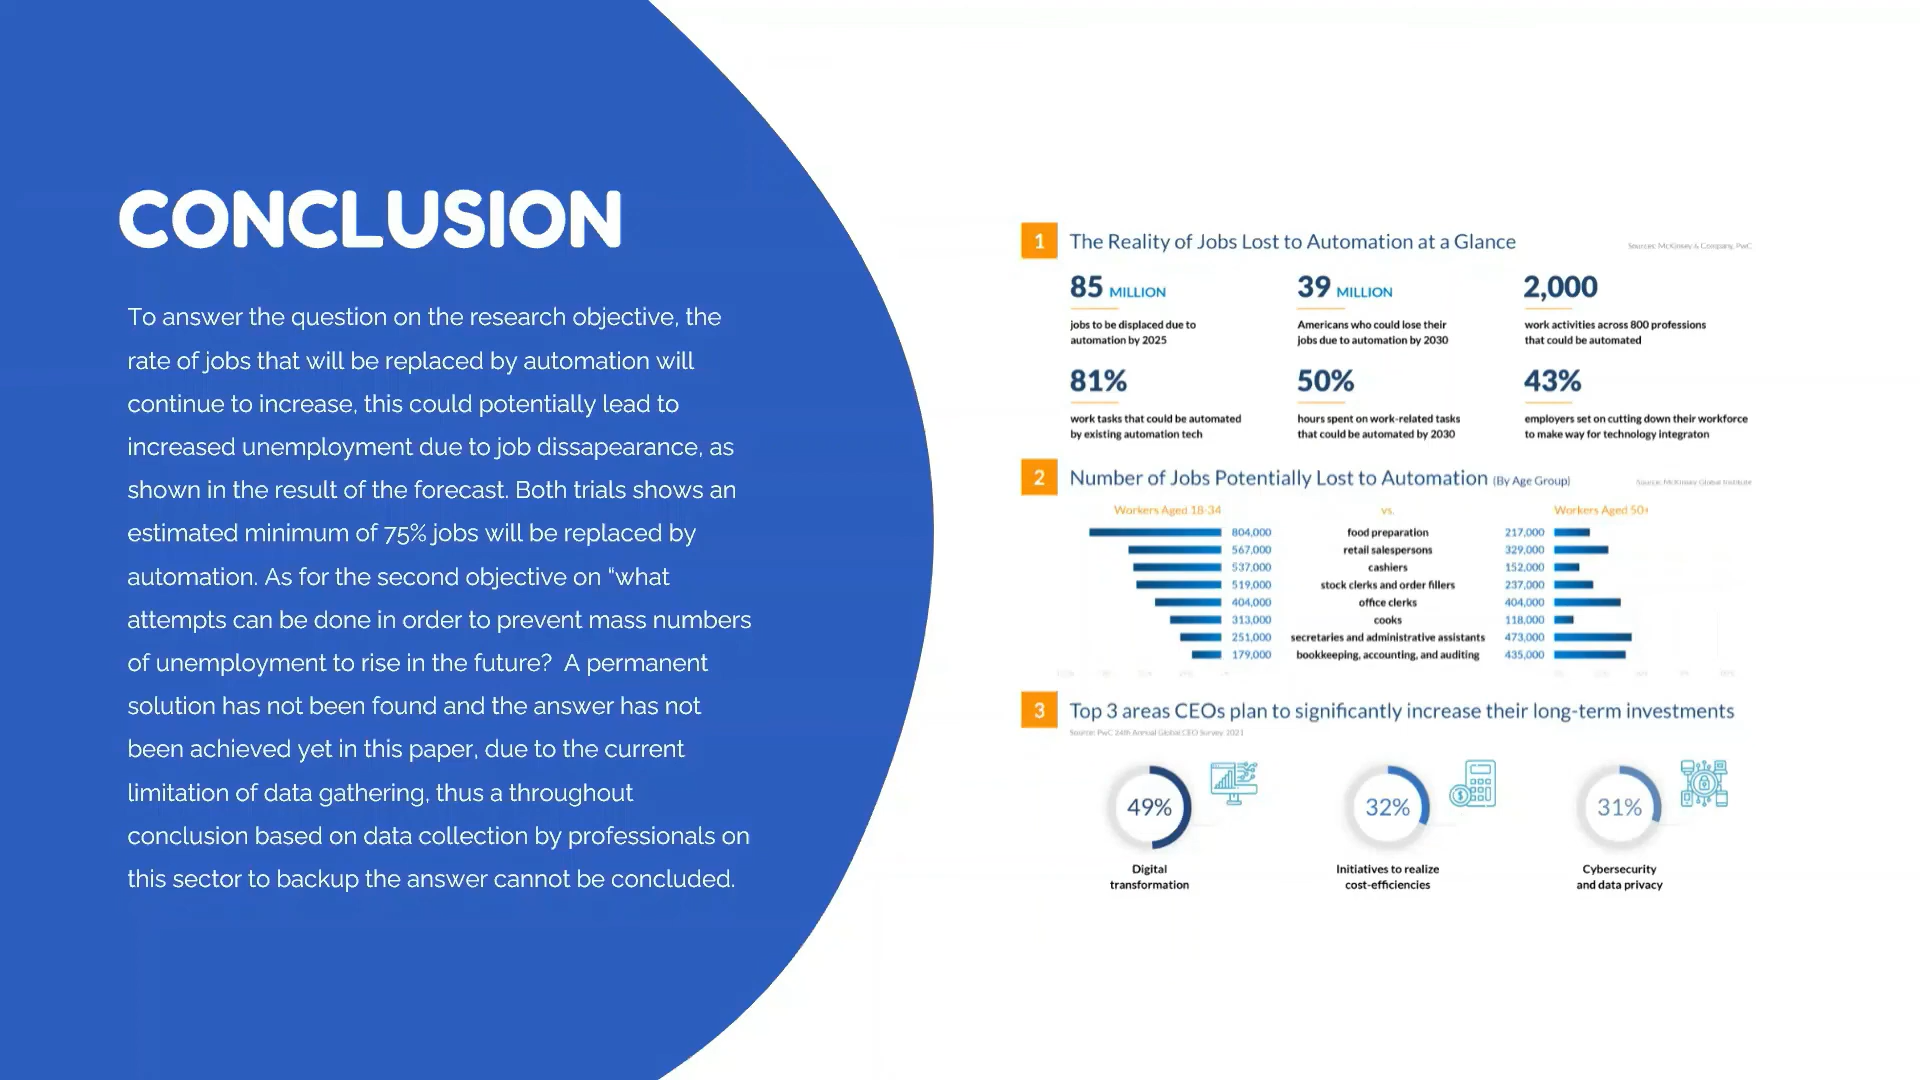 CONCLUSION
To answer the question on the research objective, the
rate of jobs that will be replaced by automation will
continue to increase, this could potentially lead to
increased unemployment due to job dissapearance, as
shown in the result of the forecast. Both trials shows an
estimated minimum of 75% jobs will be replaced by
automation. As for the second objective on “what
attempts can be done in order to prevent mass numbers
of unemployment to rise in the future?  A permanent
solution has not been found and the answer has not
been achieved yet in this paper, due to the current
limitation of data gathering, thus a throughout
conclusion based on data collection by professionals on
this sector to backup the answer cannot be concluded.
1 The Reality of Jobs Lost to Automation at a Glance
Sources: McKinsey & Company, PwC
85 MILLION
jobs to be displaced due to
automation by 2025
39 MILLION
Americans who could lose their
jobs due to automation by 2030
2,000
work activities across 800 professions
that could be automated
81%
work tasks that could be automated
by existing automation tech
50%
hours spent on work-related tasks
that could be automated by 2030
43%
employers set on cutting down their workforce
to make way for technology integraton
2 Number of Jobs Potentially Lost to Automation (By Age Group)
Source: McKinsey Global Institute
Workers Aged 18-34 vs. Workers Aged 50+
804,000 food preparation 217,000
567,000 retail salespersons 329,000
537,000 cashiers 152,000
519,000 stock clerks and order fillers 237,000
404,000 office clerks 404,000
313,000 cooks 118,000
251,000 secretaries and administrative assistants 473,000
179,000 bookkeeping, accounting, and auditing 435,000
3 Top 3 areas CEOs plan to significantly increase their long-term investments
Source: PwC 24th Annual Global CEO Survey, 2021
49%
Digital
transformation
32%
Initiatives to realize
cost-efficiencies
31%
Cybersecurity
and data privacy